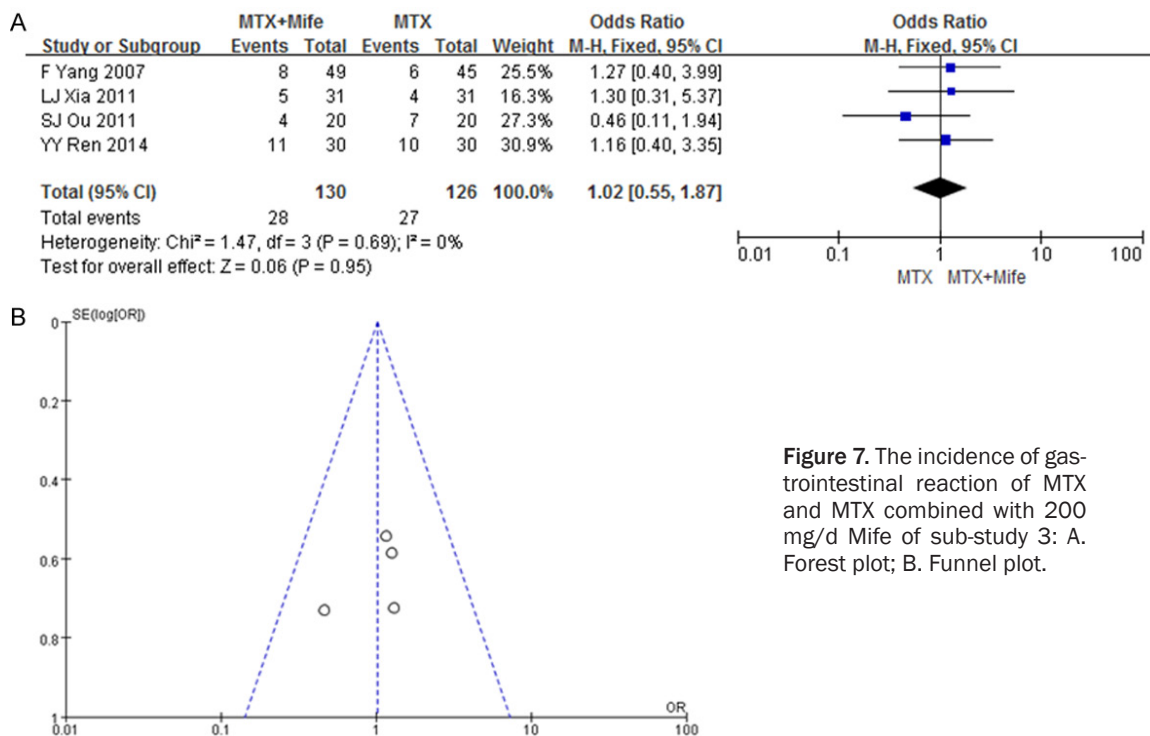 A
MTX+Mife MTX Odds Ratio Odds Ratio
Study or Subgroup Events Total Events Total Weight M-H, Fixed, 95% CI M-H, Fixed, 95% CI
F Yang 2007 8 49 6 45 25.5% 1.27 [0.40, 3.99]
LJ Xia 2011 5 31 4 31 16.3% 1.30 [0.31, 5.37]
SJ Ou 2011 4 20 7 20 27.3% 0.46 [0.11, 1.94]
YY Ren 2014 11 30 10 30 30.9% 1.16 [0.40, 3.35]
Total (95% CI) 130 126 100.0% 1.02 [0.55, 1.87]
Total events 28 27
Heterogeneity: Chi² = 1.47, df = 3 (P = 0.69); I² = 0%
Test for overall effect: Z = 0.06 (P = 0.95)
0.01 0.1 1 10 100
MTX MTX+Mife
B
SE(log[OR])
0
0.2
0.4
0.6
0.8
1
OR
0.01 0.1 1 10 100
Figure 7. The incidence of gas-
trointestinal reaction of MTX
and MTX combined with 200
mg/d Mife of sub-study 3: A.
Forest plot; B. Funnel plot.